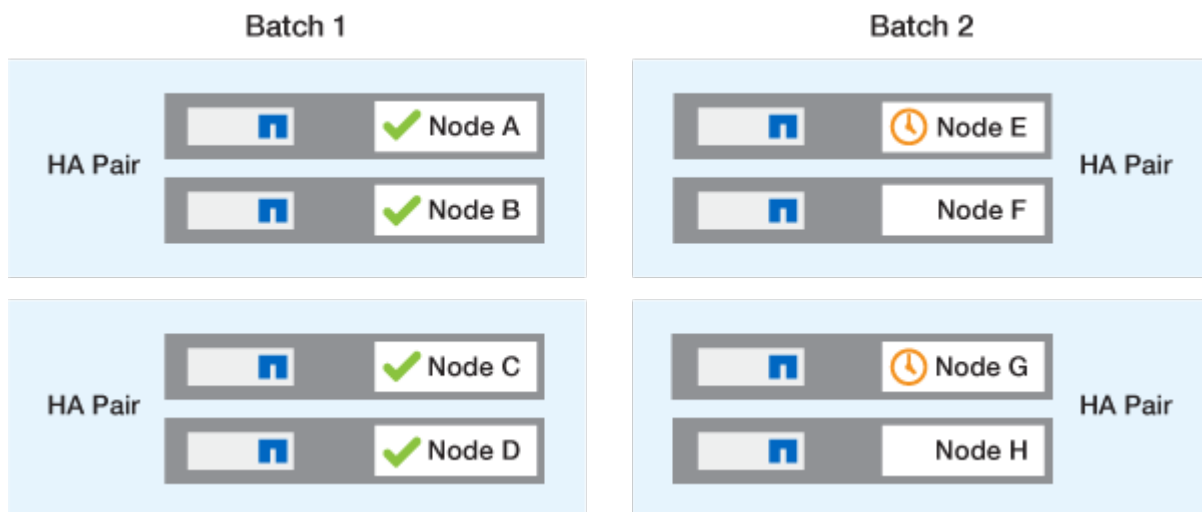 Batch 1
Batch 2
HA Pair
Node A
Node B
Node E
Node F
HA Pair
HA Pair
Node C
Node D
Node G
Node H
HA Pair